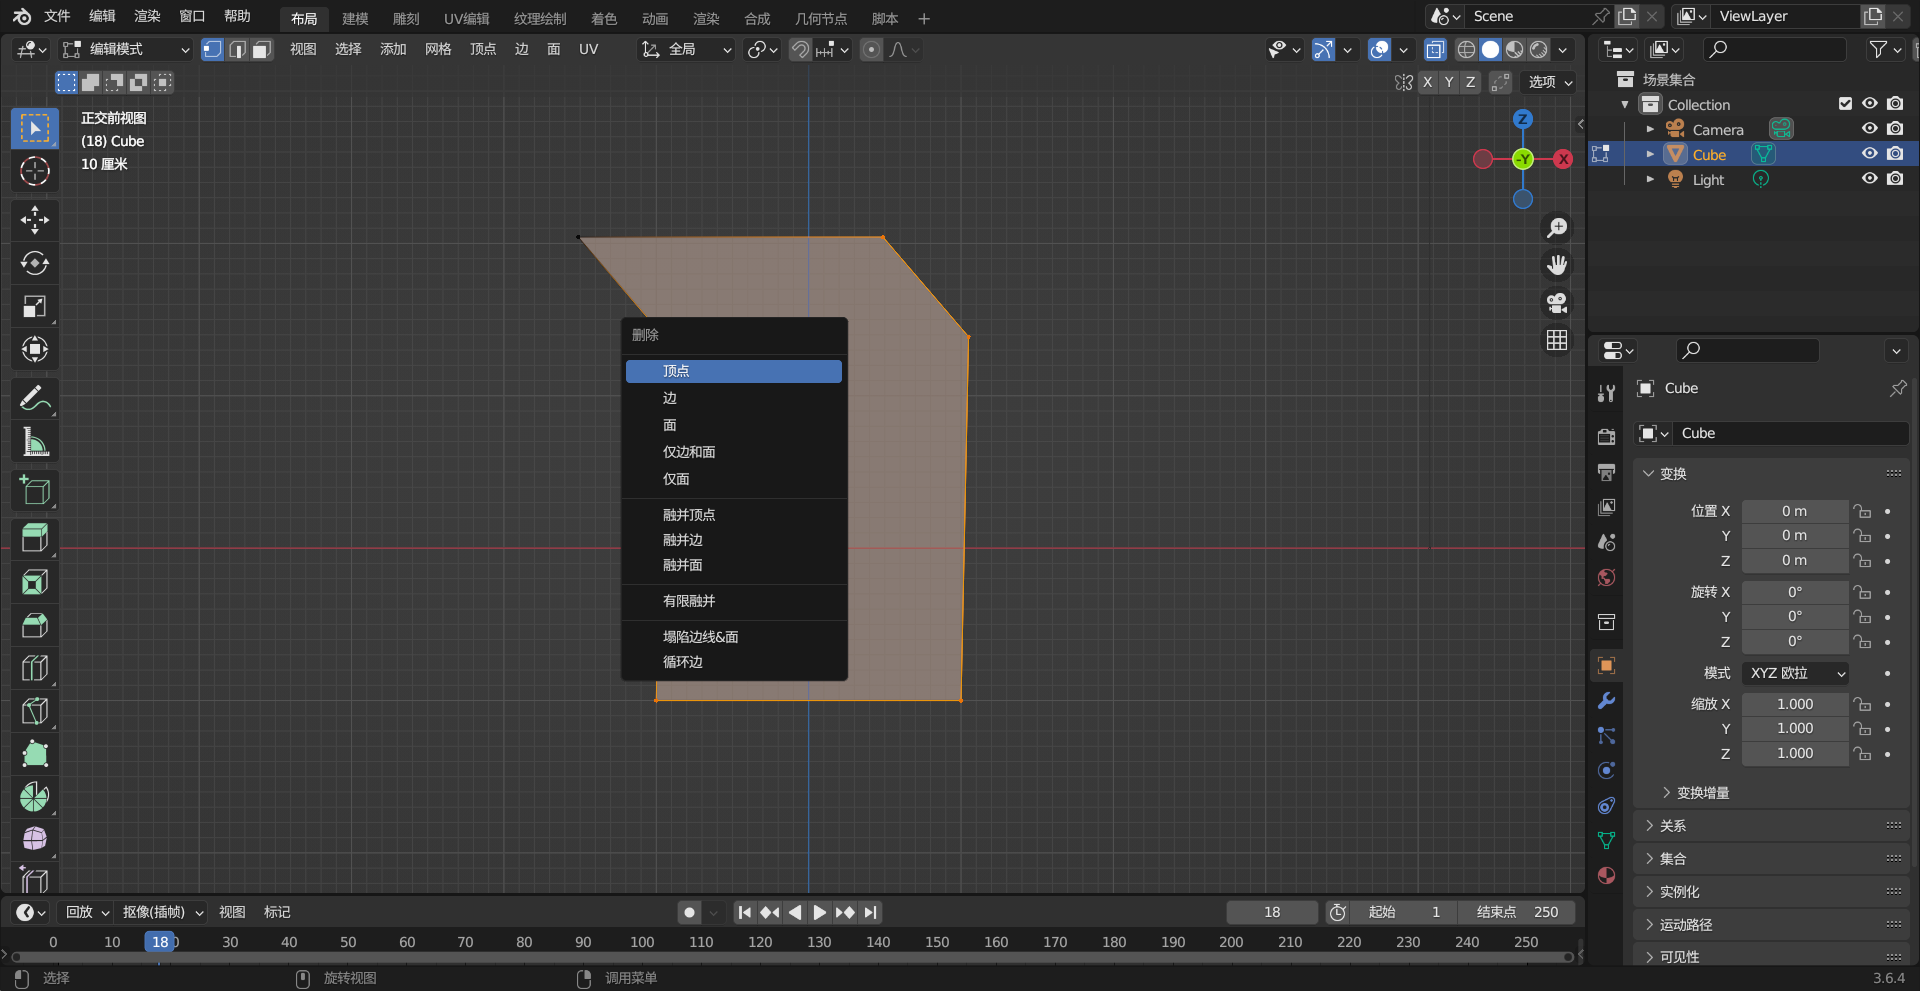 文件 编辑 渲染 窗口 帮助 布局 建模 雕刻 UV编辑 纹理绘制 着色 动画 渲染 合成 几何节点 脚本 + Scene ViewLayer
编辑模式 视图 选择 添加 网格 顶点 边 面 UV 全局
X Y Z 选项
正交前视图
(18) Cube
10 厘米
Z
-Y X
删除
顶点
边
面
仅边和面
仅面
融并顶点
融并边
融并面
有限融并
塌陷边线&面
循环边
场景集合
Collection
Camera
Cube
Light
Cube
Cube
变换
位置 X 0 m
Y 0 m
Z 0 m
旋转 X 0°
Y 0°
Z 0°
模式 XYZ 欧拉
缩放 X 1.000
Y 1.000
Z 1.000
变换增量
关系
集合
实例化
运动路径
可见性
回放 抠像(插帧) 视图 标记 18 起始 1 结束点 250
0 10 18 30 40 50 60 70 80 90 100 110 120 130 140 150 160 170 180 190 200 210 220 230 240 250
选择 旋转视图 调用菜单 3.6.4